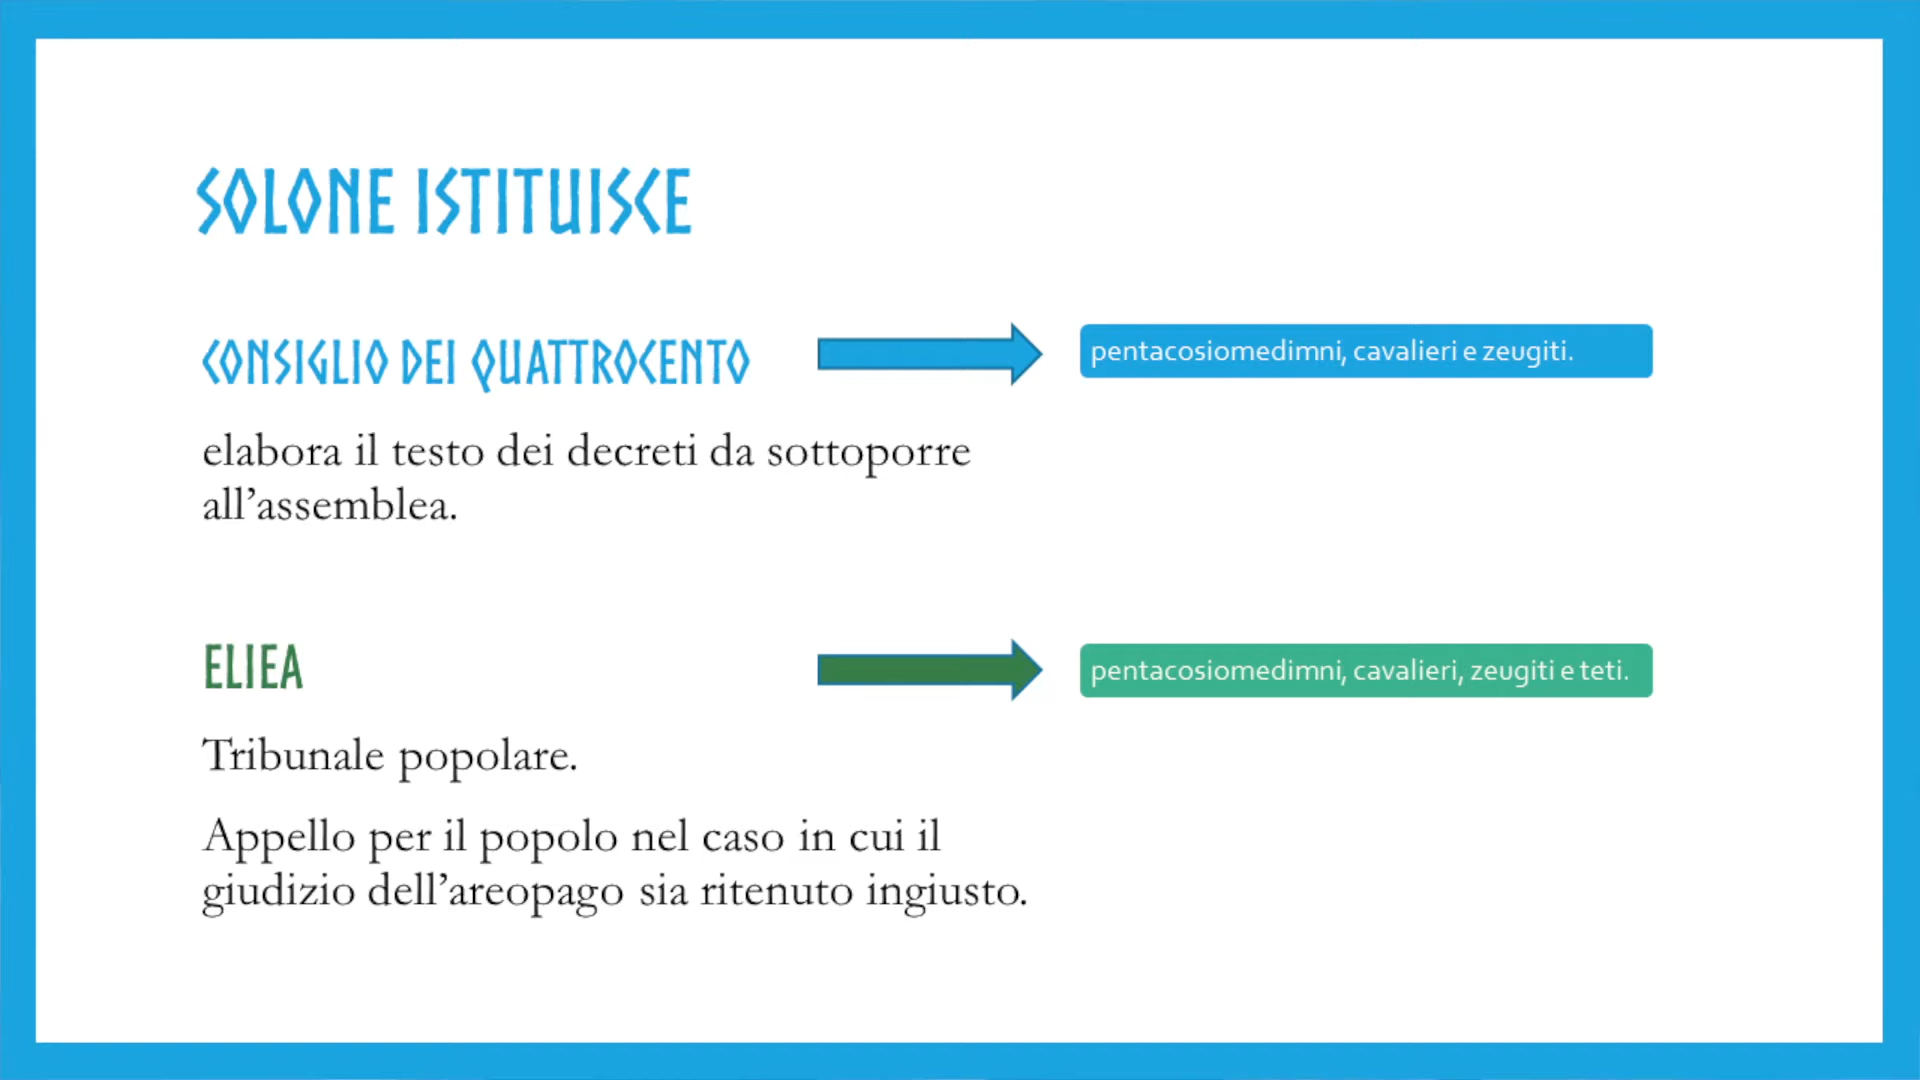 SOLONE ISTITUISCE
CONSIGLIO DEI QUATTROCENTO
pentacosiomedimni, cavalieri e zeugiti.
elabora il testo dei decreti da sottoporre
all’assemblea.
ELIEA
pentacosiomedimni, cavalieri, zeugiti e teti.
Tribunale popolare.
Appello per il popolo nel caso in cui il
giudizio dell’areopago sia ritenuto ingiusto.